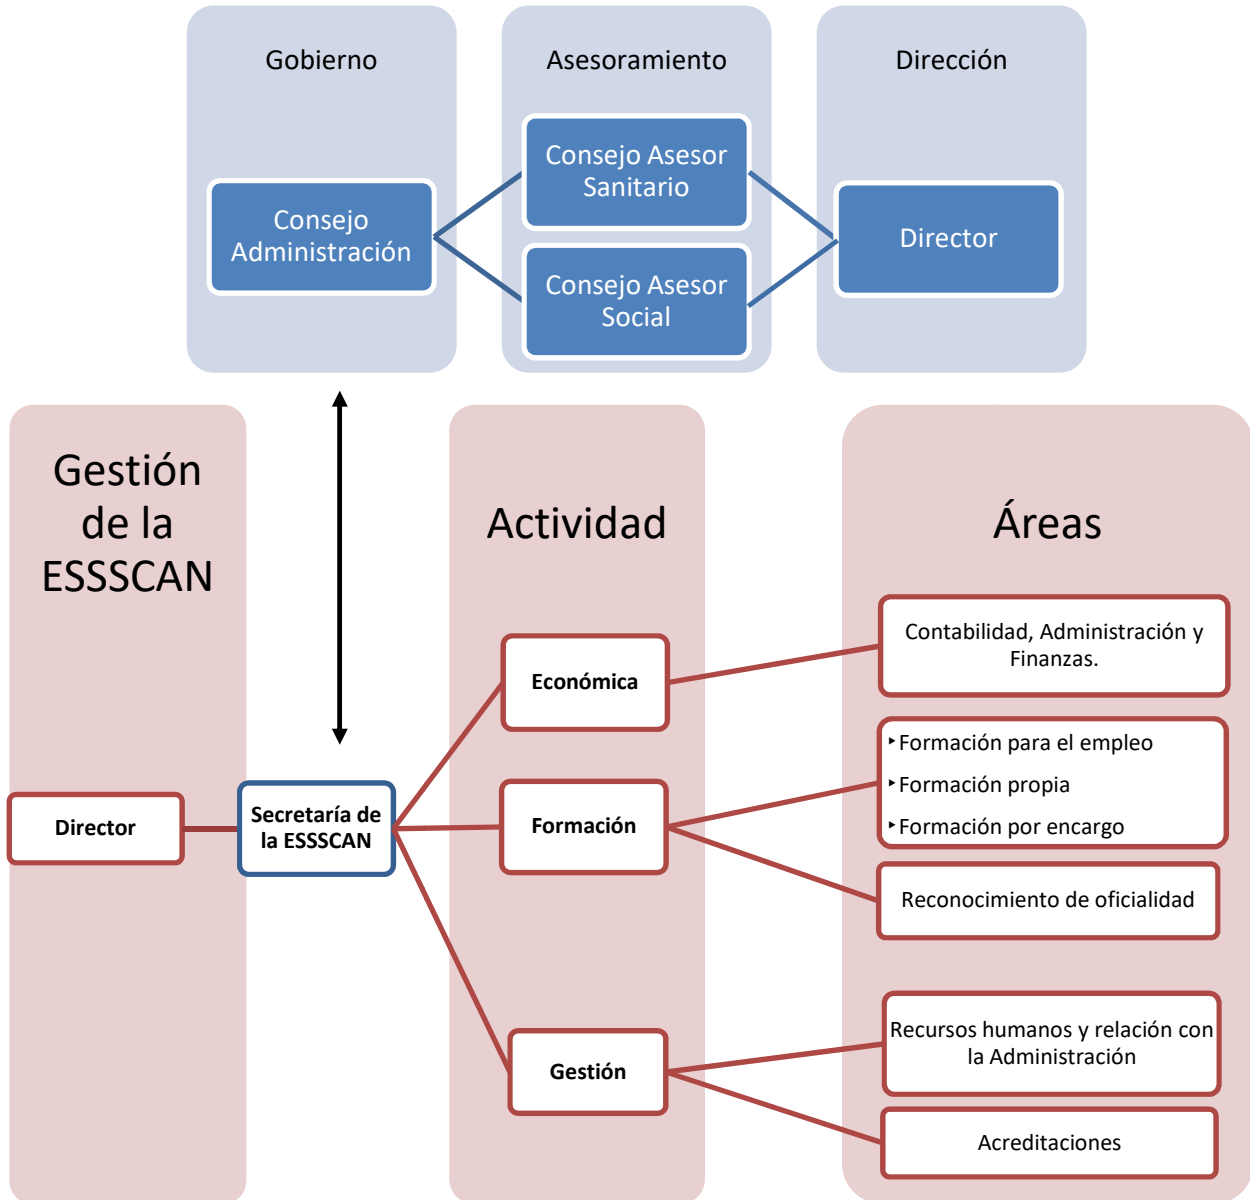 Gobierno
Asesoramiento
Dirección
Consejo
Administración
Consejo Asesor
Sanitario
Consejo Asesor
Social
Director
Gestión
de la
ESSSCAN
Actividad
Áreas
Director
Secretaría de
la ESSSCAN
Económica
Formación
Gestión
Contabilidad, Administración y
Finanzas.
‣Formación para el empleo
‣Formación propia
‣Formación por encargo
Reconocimiento de oficialidad
Recursos humanos y relación con
la Administración
Acreditaciones